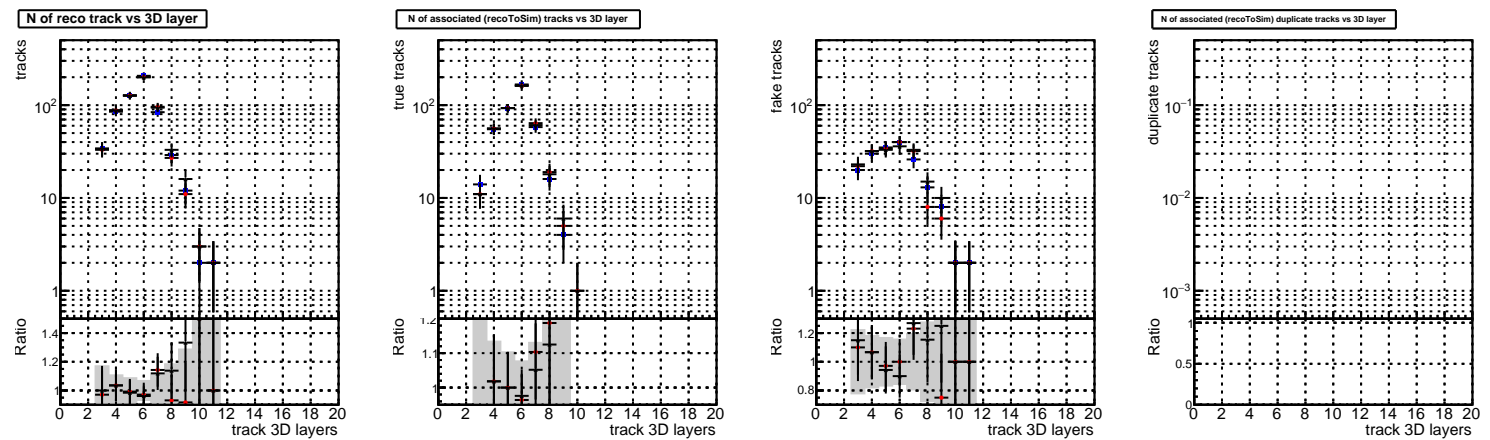 N of reco track vs 3D layer
tracks
10²
10
1
Ratio
1.4
1.2
0 2 4 6 8 10 12 14 16 18 20
track 3D layers
N of associated (recoToSim) tracks vs 3D layer
true tracks
10²
10
1
Ratio
1.2
1.1
1
0 2 4 6 8 10 12 14 16 18 20
track 3D layers
fake tracks
10²
10
1
Ratio
1.2
1
0.8
0 2 4 6 8 10 12 14 16 18 20
track 3D layers
N of associated (recoToSim) duplicate tracks vs 3D layer
duplicate tracks
10⁻¹
10⁻²
10⁻³
Ratio
1
0.5
0
0 2 4 6 8 10 12 14 16 18 20
track 3D layers